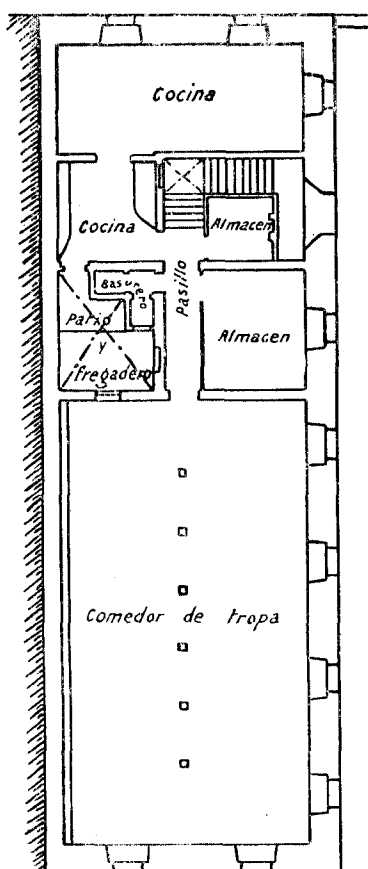 Cocina
Cocina
Almacen
Basurero
Pasillo
Patio
y
fregadero
Almacen
Comedor de tropa